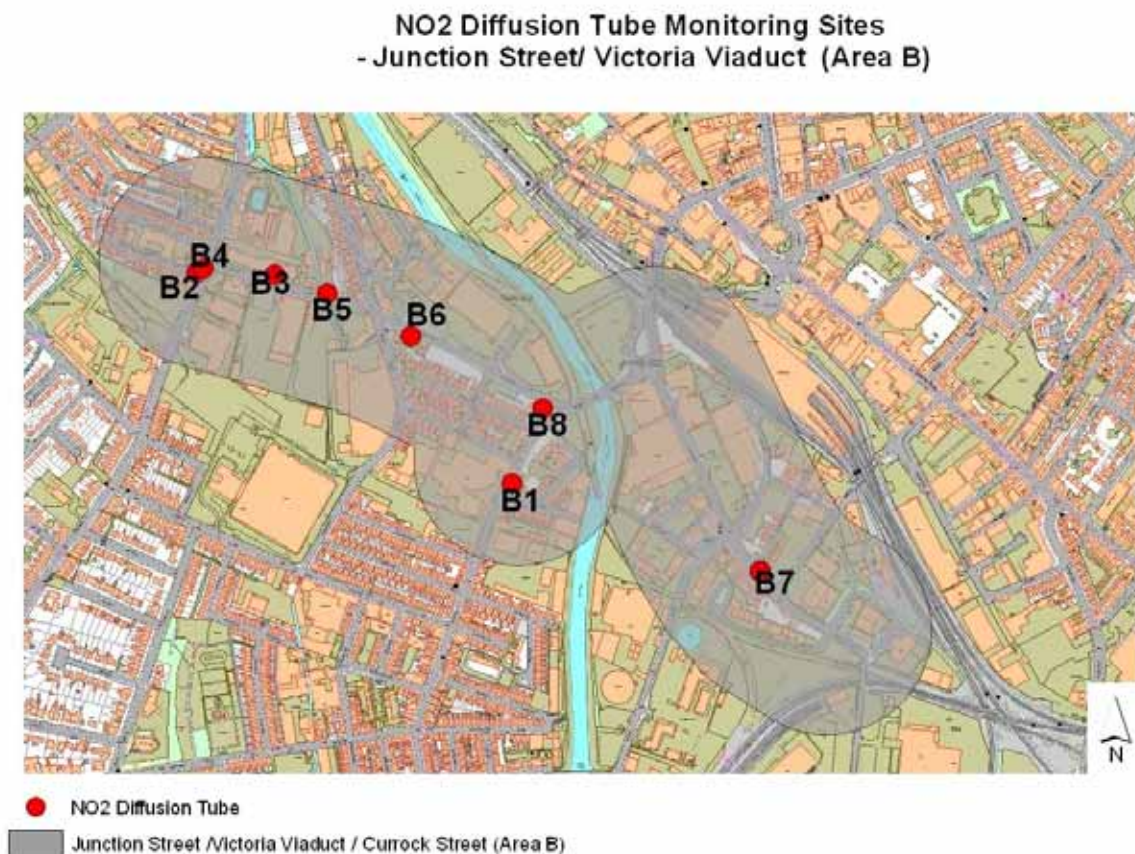 NO2 Diffusion Tube Monitoring Sites
- Junction Street/ Victoria Viaduct (Area B)
B4
B2
B3
B5
B6
B8
B1
B7
N
NO2 Diffusion Tube
Junction Street /Victoria Viaduct / Currock Street (Area B)